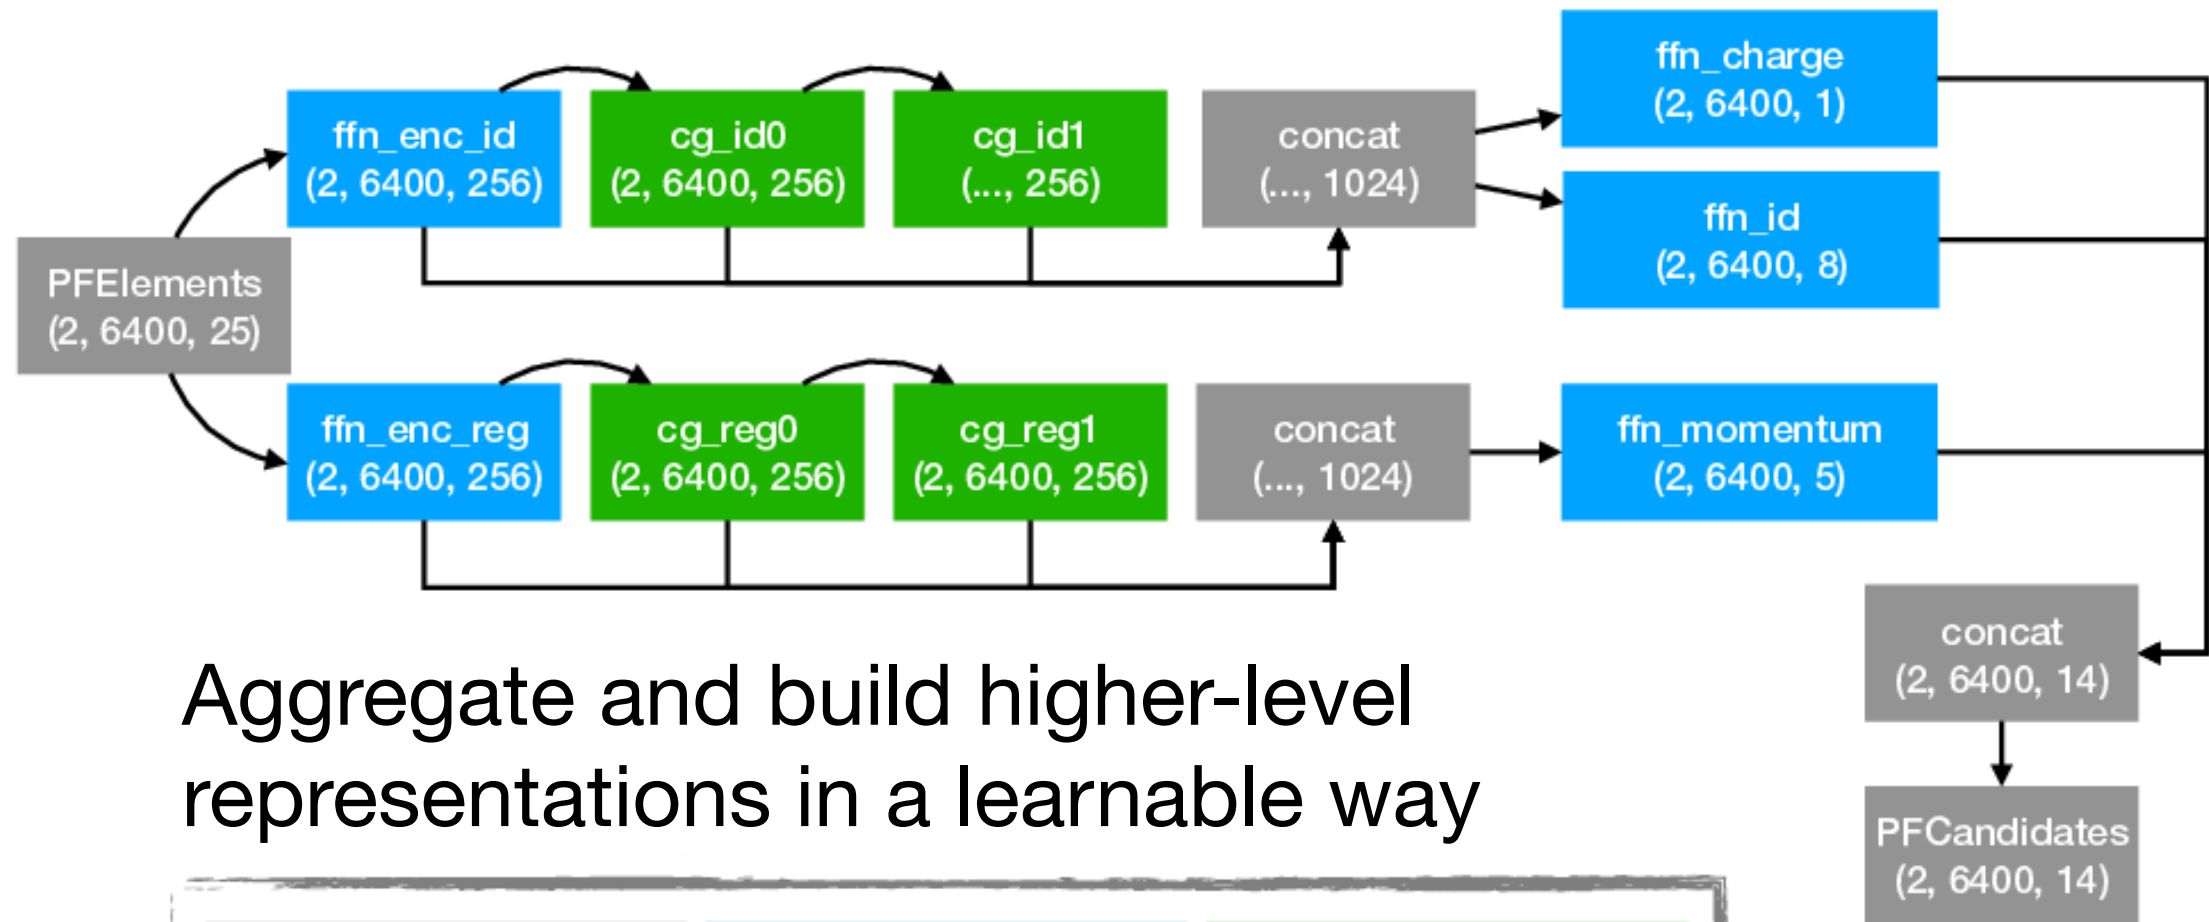 PFElements
(2, 6400, 25)
ffn_enc_id
(2, 6400, 256)
cg_id0
(2, 6400, 256)
cg_id1
(..., 256)
concat
(..., 1024)
ffn_charge
(2, 6400, 1)
ffn_id
(2, 6400, 8)
ffn_enc_reg
(2, 6400, 256)
cg_reg0
(2, 6400, 256)
cg_reg1
(2, 6400, 256)
concat
(..., 1024)
ffn_momentum
(2, 6400, 5)
concat
(2, 6400, 14)
PFCandidates
(2, 6400, 14)
Aggregate and build higher-level
representations in a learnable way